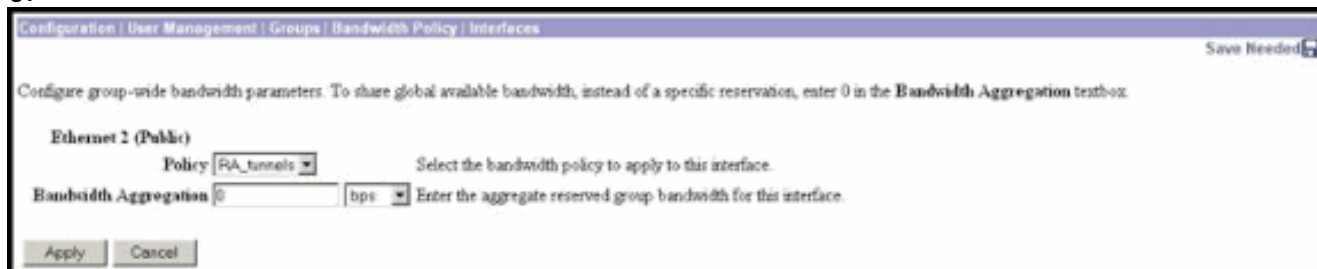 Configuration | User Management | Groups | Bandwidth Policy | Interfaces
Save Needed
Configure group-wide bandwidth parameters. To share global available bandwidth, instead of a specific reservation, enter 0 in the Bandwidth Aggregation textbox.
Ethernet 2 (Public)
Policy RA_tunnels Select the bandwidth policy to apply to this interface.
Bandwidth Aggregation 0 bps Enter the aggregate reserved group bandwidth for this interface.
Apply Cancel